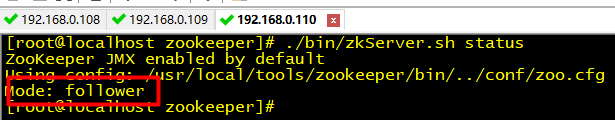 192.168.0.108 192.168.0.109 192.168.0.110 x
[root@localhost zookeeper]# ./bin/zkServer.sh status
ZooKeeper JMX enabled by default
Using config: /usr/local/tools/zookeeper/bin/../conf/zoo.cfg
Mode: follower
[root@localhost zookeeper]#